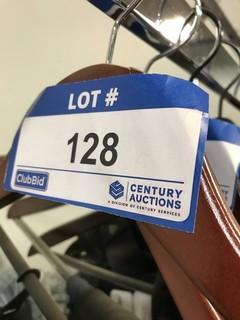 LOT #
128
ClubBid
CENTURY
AUCTIONS
A DIVISION OF CENTURY SERVICES